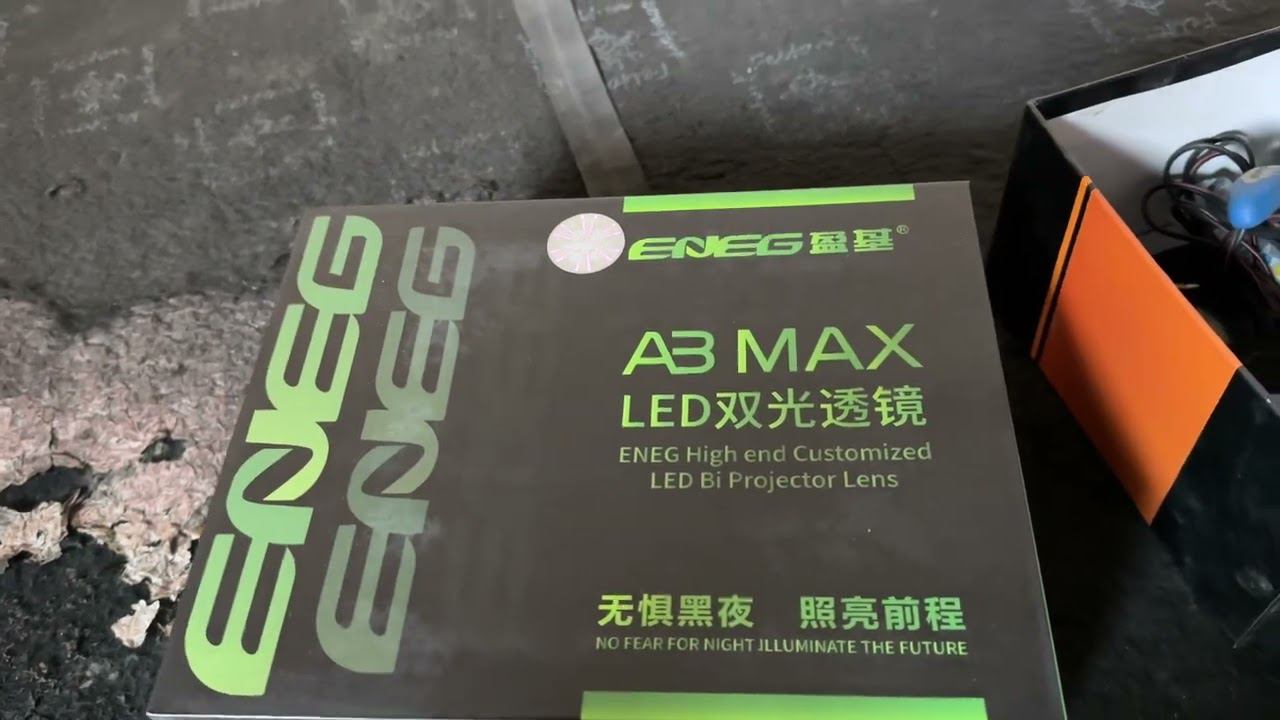 ENEG
ENEG
ENEG盈基®
A3 MAX
LED双光透镜
ENEG High end Customized
LED Bi Projector Lens
无惧黑夜 照亮前程
NO FEAR FOR NIGHT ILLUMINATE THE FUTURE